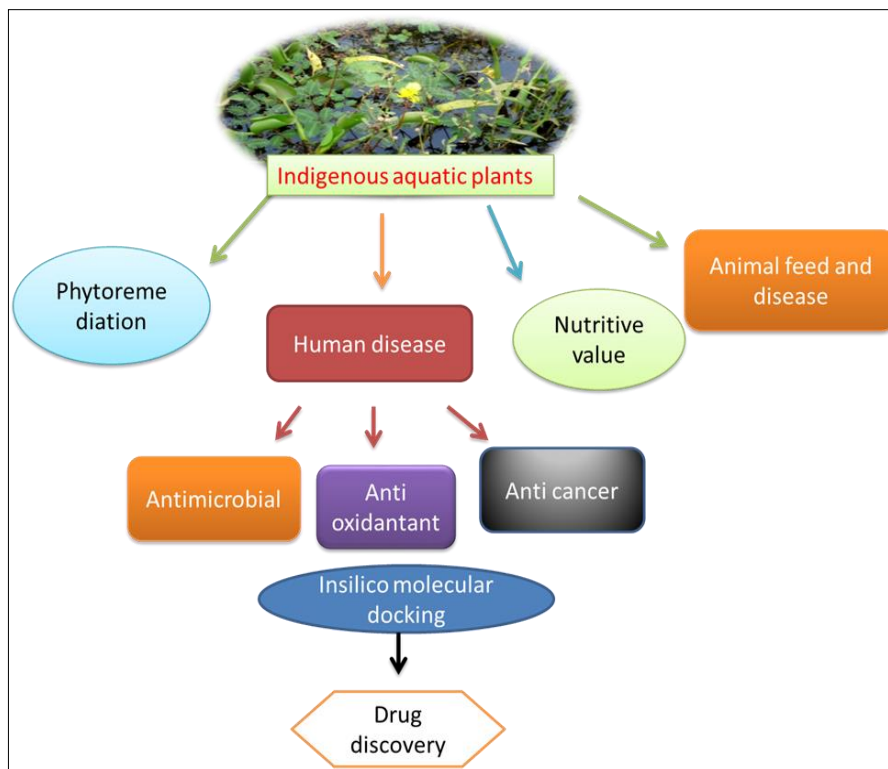 Indigenous aquatic plants
Phytoreme
diation
Human disease
Nutritive
value
Animal feed and
disease
Antimicrobial
Anti
oxidantant
Anti cancer
Insilico molecular
docking
Drug
discovery